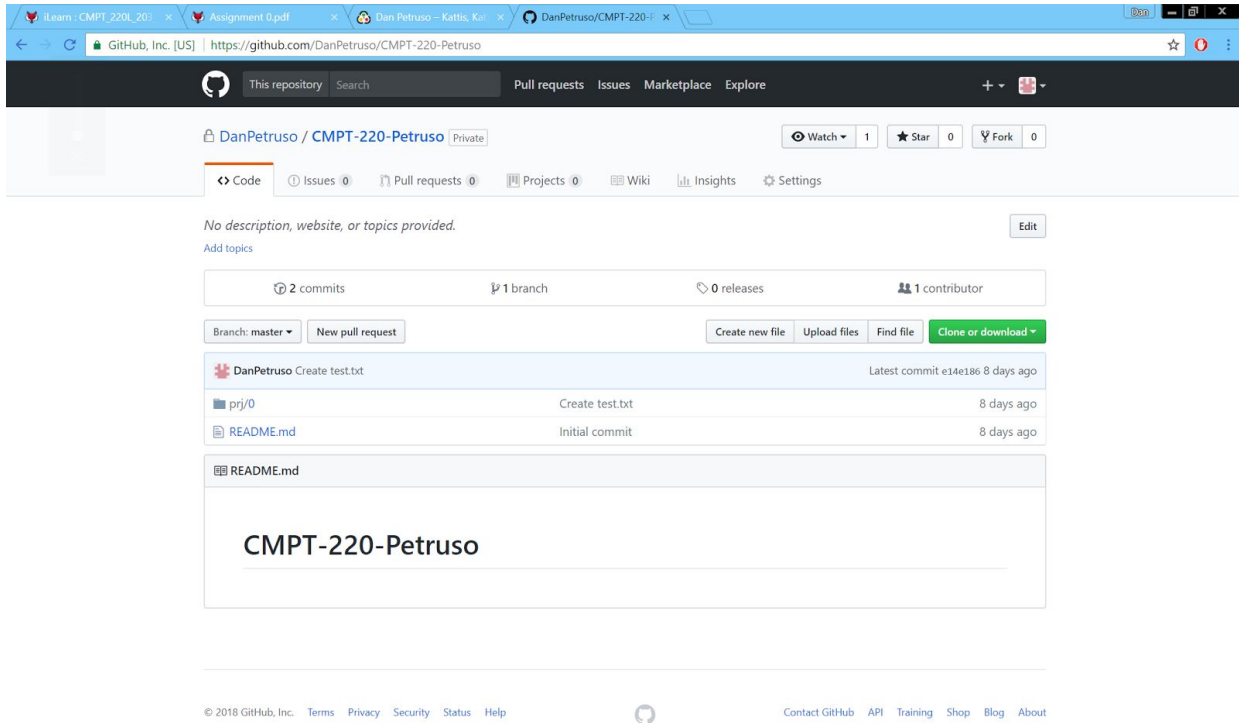 iLearn : CMPT_220L_203 Assignment 0.pdf Dan Petruso – Kattis, Kat DanPetruso/CMPT-220-P Dan
GitHub, Inc. [US] https://github.com/DanPetruso/CMPT-220-Petruso
This repository Search Pull requests Issues Marketplace Explore
DanPetruso / CMPT-220-Petruso Private Watch 1 Star 0 Fork 0
Code Issues 0 Pull requests 0 Projects 0 Wiki Insights Settings
No description, website, or topics provided. Edit
Add topics
2 commits 1 branch 0 releases 1 contributor
Branch: master New pull request Create new file Upload files Find file Clone or download
DanPetruso Create test.txt Latest commit e14e186 8 days ago
prj/0 Create test.txt 8 days ago
README.md Initial commit 8 days ago
README.md
CMPT-220-Petruso
© 2018 GitHub, Inc. Terms Privacy Security Status Help Contact GitHub API Training Shop Blog About